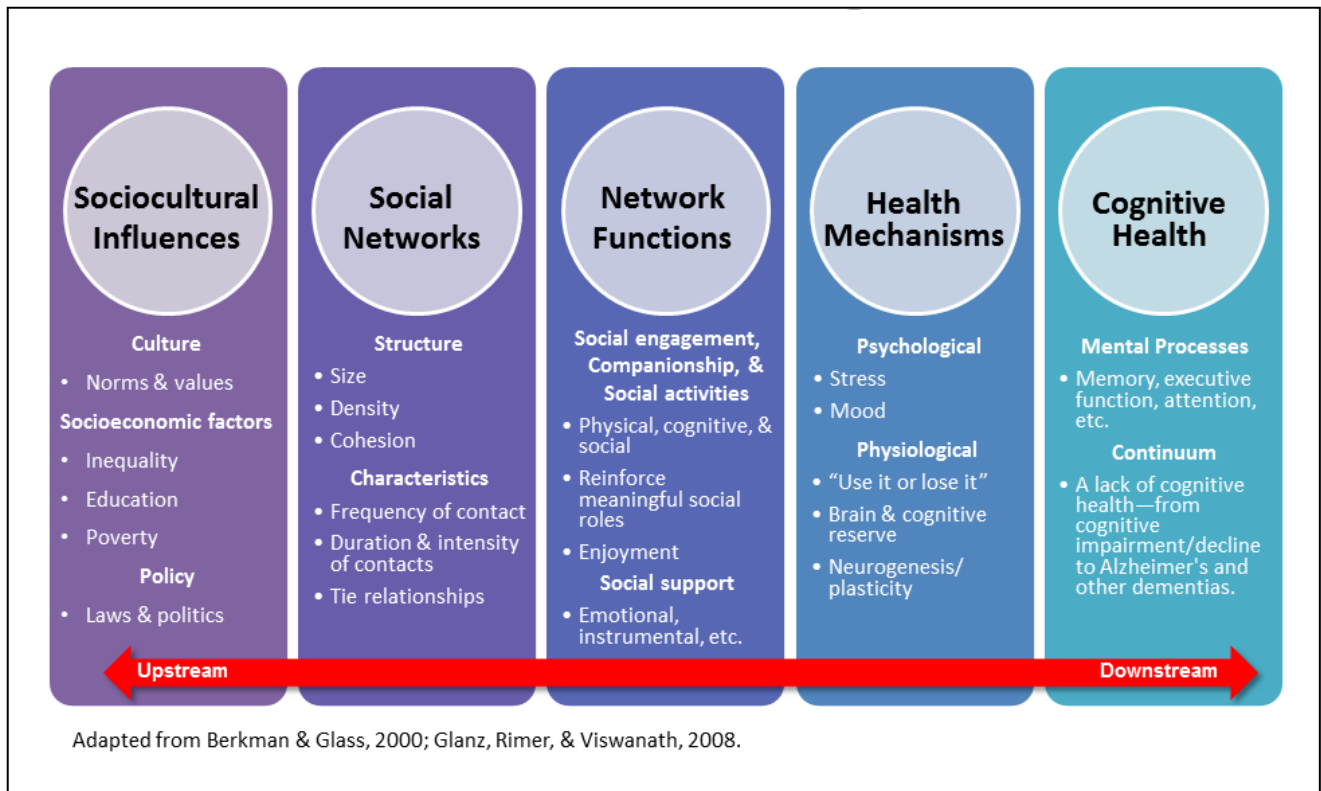 Sociocultural
Influences
Culture
• Norms & values
Socioeconomic factors
• Inequality
• Education
• Poverty
Policy
• Laws & politics
Social
Networks
Structure
• Size
• Density
• Cohesion
Characteristics
• Frequency of contact
• Duration & intensity
of contacts
• Tie relationships
Network
Functions
Social engagement,
Companionship, &
Social activities
• Physical, cognitive, &
social
• Reinforce
meaningful social
roles
• Enjoyment
Social support
• Emotional,
instrumental, etc.
Health
Mechanisms
Psychological
• Stress
• Mood
Physiological
• “Use it or lose it”
• Brain & cognitive
reserve
• Neurogenesis/
plasticity
Cognitive
Health
Mental Processes
• Memory, executive
function, attention,
etc.
Continuum
• A lack of cognitive
health—from
cognitive
impairment/decline
to Alzheimer's and
other dementias.
Upstream
Downstream
Adapted from Berkman & Glass, 2000; Glanz, Rimer, & Viswanath, 2008.